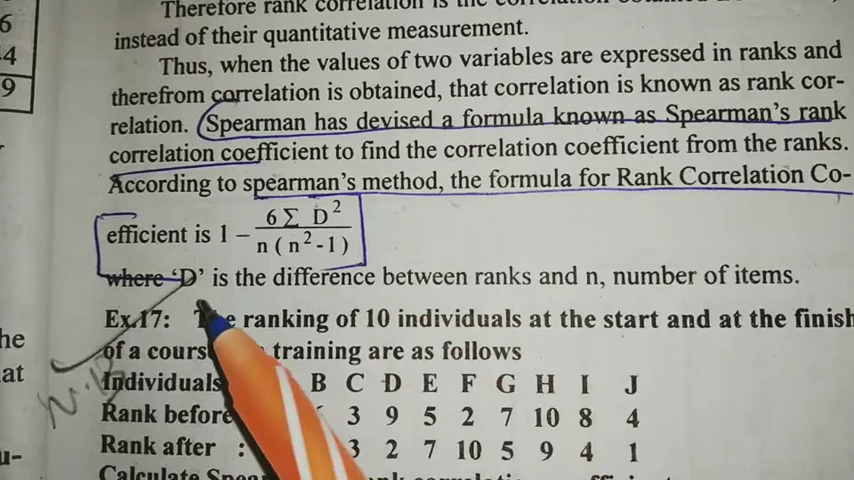 6
4
9
he
at
u-
Therefore rank correlation is the correlation
instead of their quantitative measurement.
Thus, when the values of two variables are expressed in ranks and
therefrom correlation is obtained, that correlation is known as rank cor-
relation. Spearman has devised a formula known as Spearman's rank
correlation coefficient to find the correlation coefficient from the ranks.
According to spearman's method, the formula for Rank Correlation Co-
efficient is 1 − 6 Σ D² / n ( n² -1 )
where 'D' is the difference between ranks and n, number of items.
Ex.17: The ranking of 10 individuals at the start and at the finish
of a course training are as follows
Individuals B C D E F G H I J
Rank before 3 9 5 2 7 10 8 4
Rank after : 3 2 7 10 5 9 4 1
Calculate